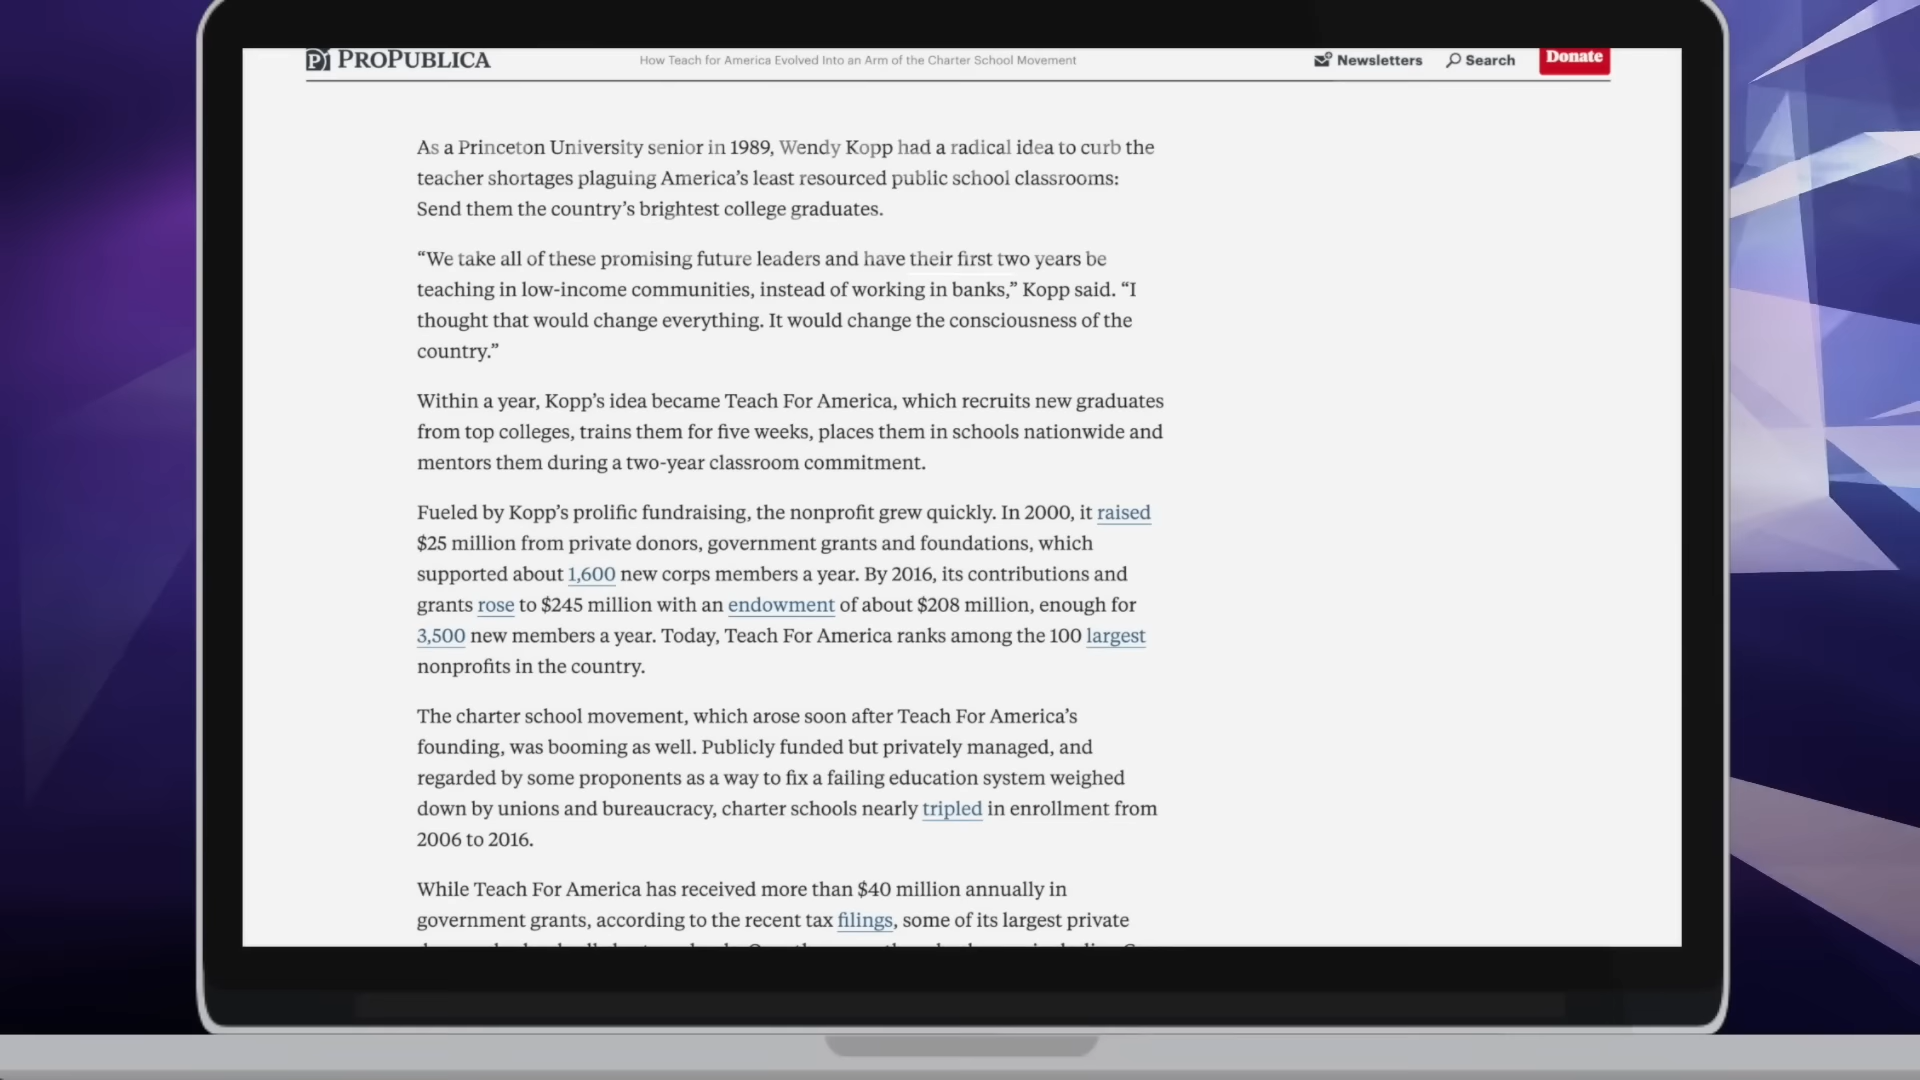 PROPUBLICA
How Teach for America Evolved Into an Arm of the Charter School Movement
Newsletters
Search
Donate
As a Princeton University senior in 1989, Wendy Kopp had a radical idea to curb the
teacher shortages plaguing America’s least resourced public school classrooms:
Send them the country’s brightest college graduates.
“We take all of these promising future leaders and have their first two years be
teaching in low-income communities, instead of working in banks,” Kopp said. “I
thought that would change everything. It would change the consciousness of the
country.”
Within a year, Kopp’s idea became Teach For America, which recruits new graduates
from top colleges, trains them for five weeks, places them in schools nationwide and
mentors them during a two-year classroom commitment.
Fueled by Kopp’s prolific fundraising, the nonprofit grew quickly. In 2000, it raised
$25 million from private donors, government grants and foundations, which
supported about 1,600 new corps members a year. By 2016, its contributions and
grants rose to $245 million with an endowment of about $208 million, enough for
3,500 new members a year. Today, Teach For America ranks among the 100 largest
nonprofits in the country.
The charter school movement, which arose soon after Teach For America’s
founding, was booming as well. Publicly funded but privately managed, and
regarded by some proponents as a way to fix a failing education system weighed
down by unions and bureaucracy, charter schools nearly tripled in enrollment from
2006 to 2016.
While Teach For America has received more than $40 million annually in
government grants, according to the recent tax filings, some of its largest private